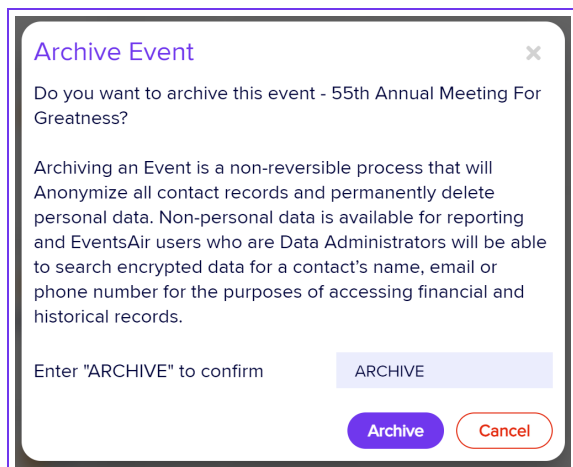 Archive Event
Do you want to archive this event - 55th Annual Meeting For
Greatness?
Archiving an Event is a non-reversible process that will
Anonymize all contact records and permanently delete
personal data. Non-personal data is available for reporting
and EventsAir users who are Data Administrators will be able
to search encrypted data for a contact’s name, email or
phone number for the purposes of accessing financial and
historical records.
Enter "ARCHIVE" to confirm ARCHIVE
Archive Cancel